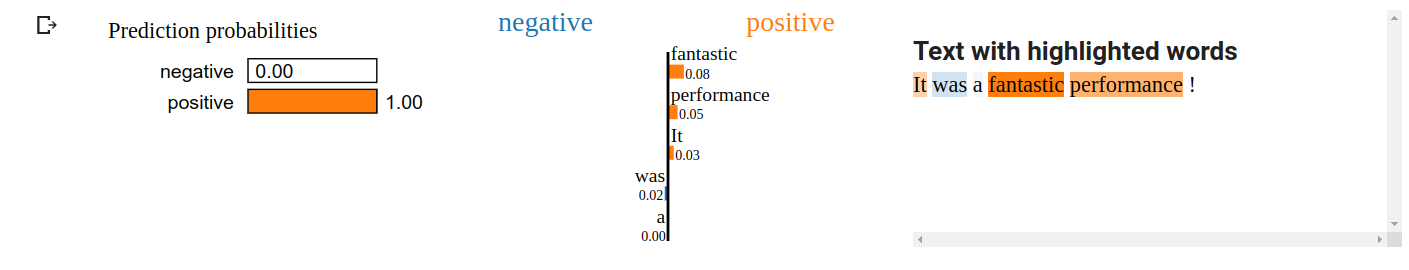 Prediction probabilities
negative 0.00
positive 1.00
negative positive
fantastic
0.08
performance
0.05
It
0.03
was
0.02
a
0.00
Text with highlighted words
It was a fantastic performance !